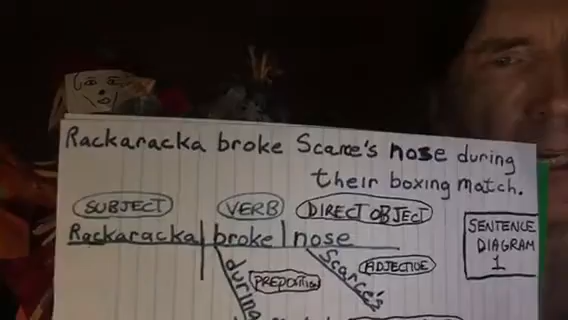 Rackaracka broke Scarce's nose during
their boxing match.
SUBJECT VERB DIRECT OBJECT
Rackaracka broke nose
SENTENCE
DIAGRAM
1
Scarce's
ADJECTIVE
during
PREPOSITION